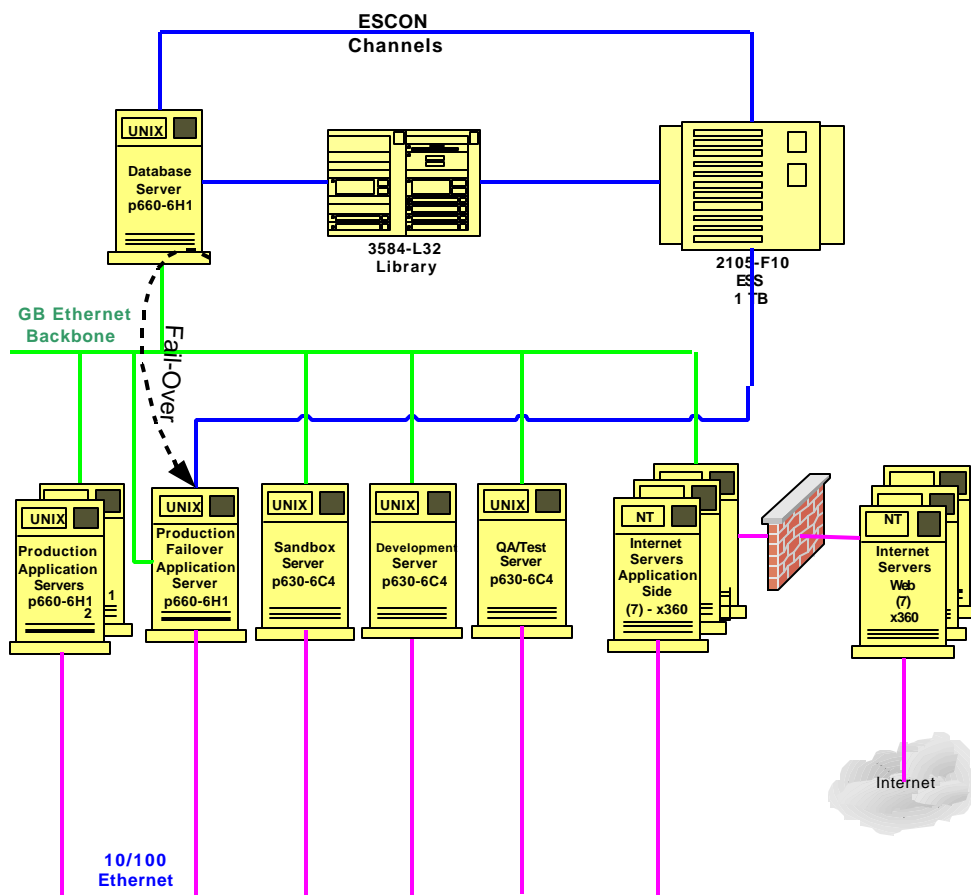 ESCON
Channels
UNIX
Database
Server
p660-6H1
3584-L32
Library
2105-F10
ESS
1 TB
GB Ethernet
Backbone
Fail-Over
UNIX
Production
Application
Servers
p660-6H1
2
1
UNIX
Production
Failover
Application
Server
p660-6H1
UNIX
Sandbox
Server
p630-6C4
UNIX
Development
Server
p630-6C4
UNIX
QA/Test
Server
p630-6C4
NT
Internet
Servers
Application
Side
(7) - x360
NT
Internet
Servers
Web
(7)
x360
Internet
10/100
Ethernet